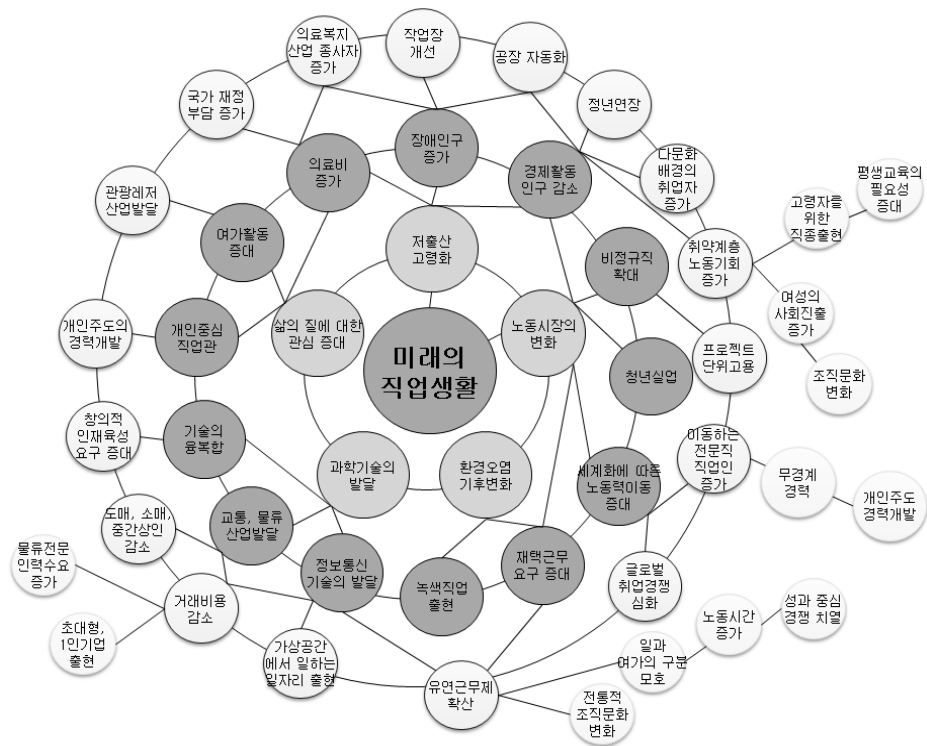 의료복지
산업 종사자
증가
작업장
개선
공장 자동화
국가 재정
부담 증가
정년연장
의료비
증가
장애인구
증가
경제활동
인구 감소
다문화
배경의
취업자
증가
평생교육의
필요성
증대
고령자를
위한
직종출현
관광레저
산업발달
여가활동
증대
저출산
고령화
비정규직
확대
취약계층
노동기회
증가
여성의
사회진출
증가
개인주도의
경력개발
개인중심
직업관
삶의 질에 대한
관심 증대
미래의
직업생활
노동시장의
변화
청년실업
프로젝트
단위고용
조직문화
변화
창의적
인재육성
요구 증대
기술의
융복합
과학기술의
발달
환경오염
기후변화
세계화에 따른
노동력이동
증대
이동하는
전문직
직업인
증가
무경계
경력
개인주도
경력개발
도매, 소매,
중간상인
감소
교통, 물류
산업발달
정보통신
기술의 발달
녹색직업
출현
재택근무
요구 증대
글로벌
취업경쟁
심화
물류전문
인력수요
증가
거래비용
감소
초대형,
1인기업
출현
가상공간
에서 일하는
일자리 출현
유연근무제
확산
일과
여가의 구분
모호
노동시간
증가
성과 중심
경쟁 치열
전통적
조직문화
변화